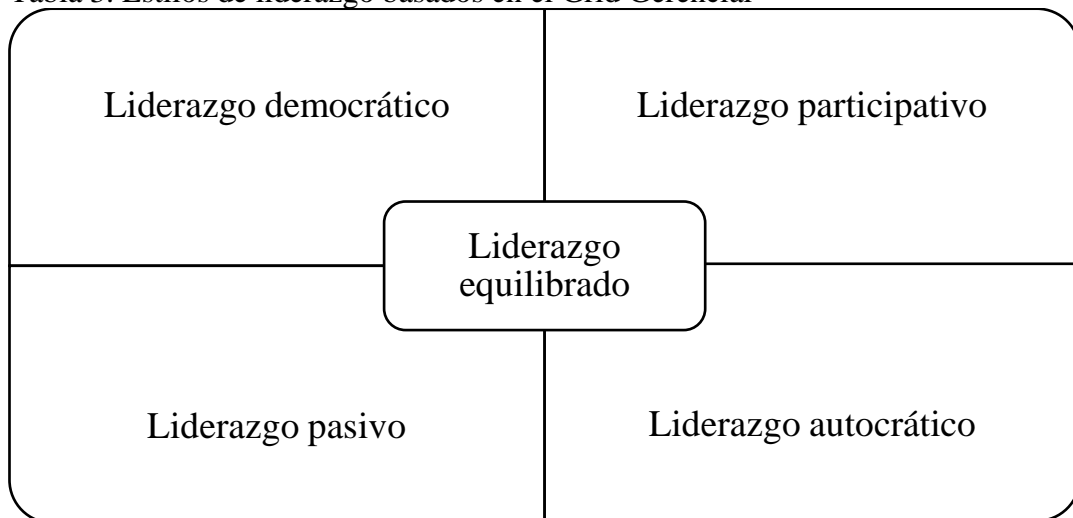 Tabla 3. Estilos de liderazgo basados en el Grid Gerencial
Liderazgo democrático
Liderazgo participativo
Liderazgo
equilibrado
Liderazgo pasivo
Liderazgo autocrático